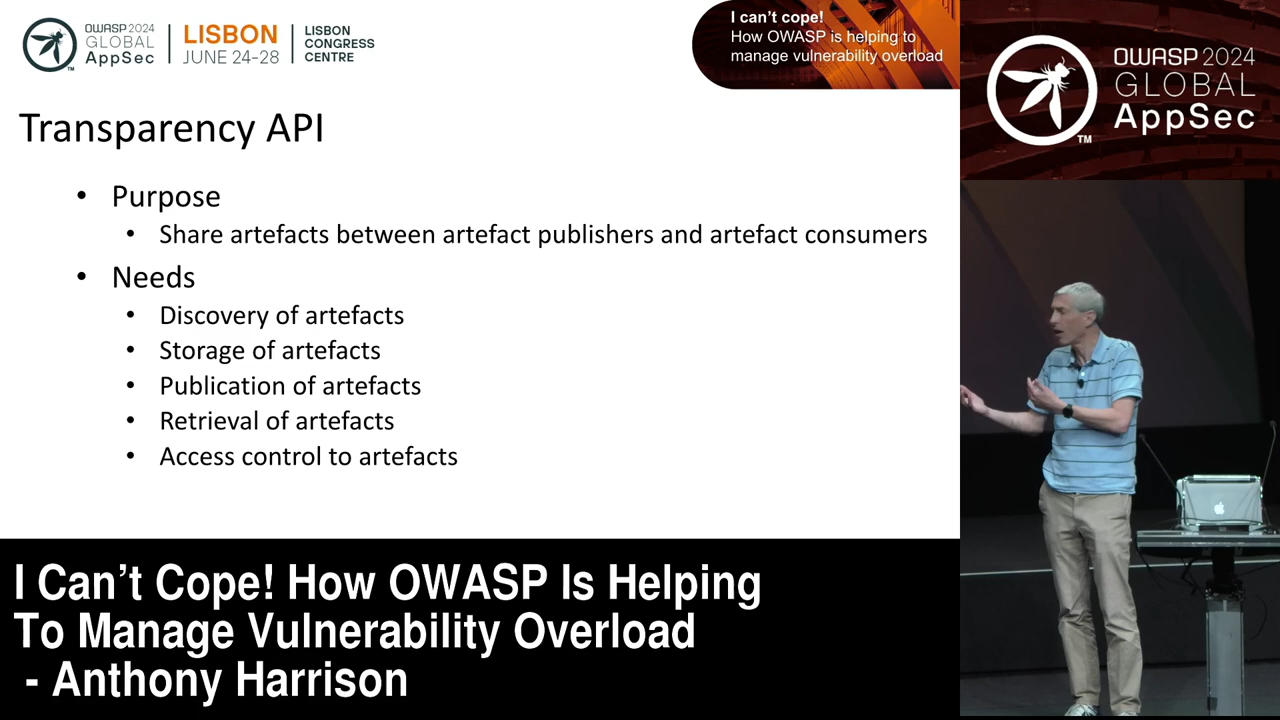 OWASP 2024
GLOBAL
AppSec
TM
LISBON
JUNE 24-28
LISBON
CONGRESS
CENTRE
I can't cope!
How OWASP is helping to
manage vulnerability overload
OWASP 2024
GLOBAL
AppSec
TM
Transparency API
• Purpose
• Share artefacts between artefact publishers and artefact consumers
• Needs
• Discovery of artefacts
• Storage of artefacts
• Publication of artefacts
• Retrieval of artefacts
• Access control to artefacts
I Can't Cope! How OWASP Is Helping
To Manage Vulnerability Overload
- Anthony Harrison